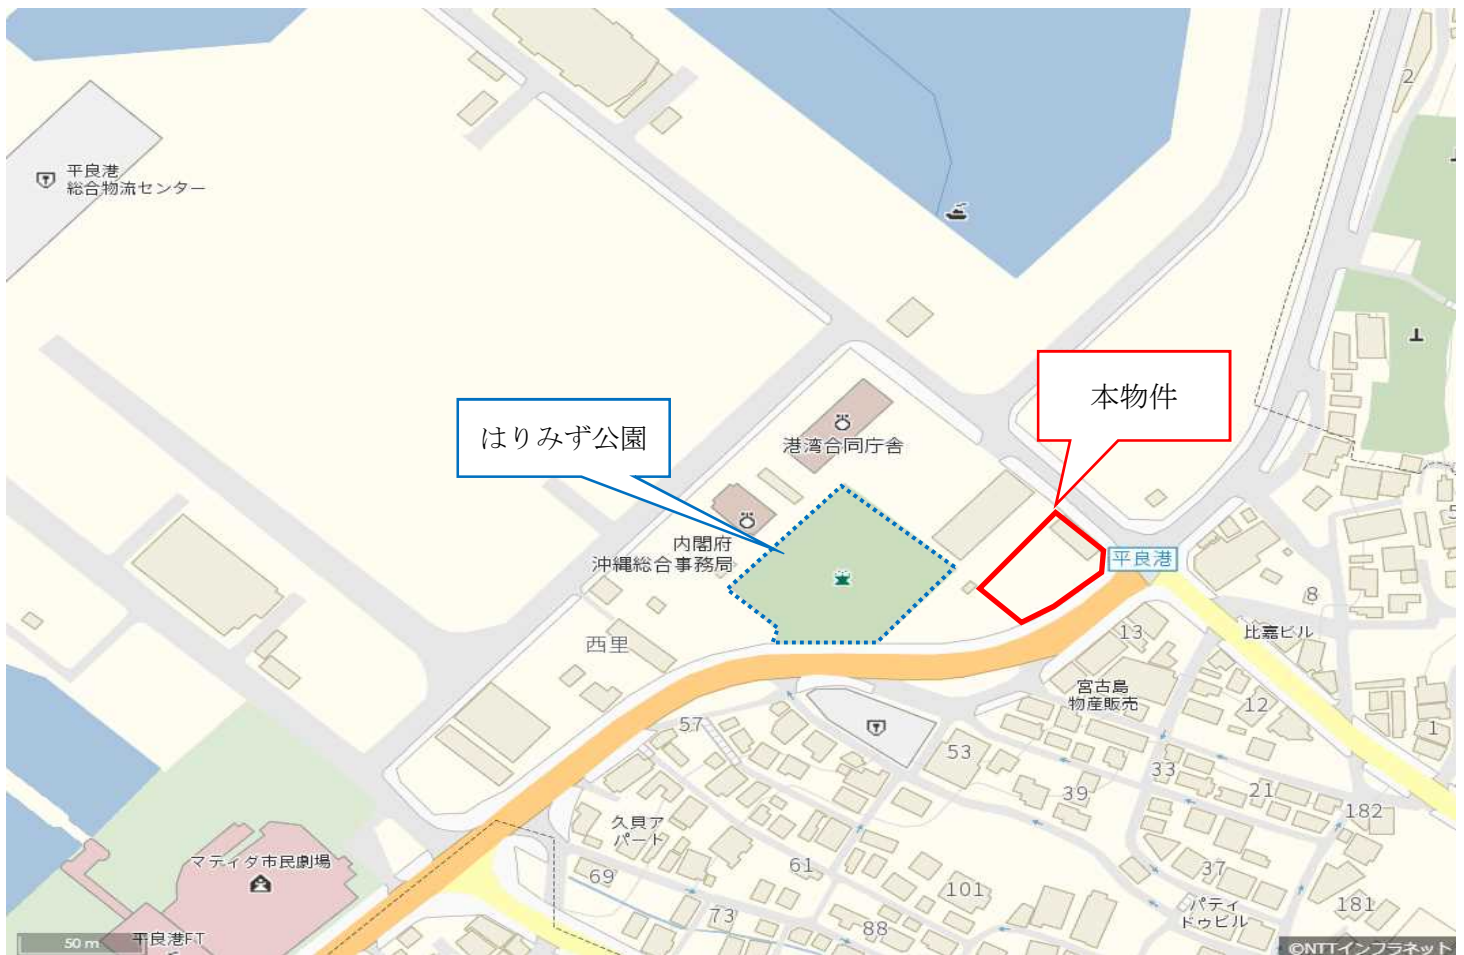 2
平良港
総合物流センター
本物件
はりみず公園
港湾合同庁舎
内閣府
沖縄総合事務局
平良港
5
8
西里
13
比嘉ビル
宮古島
物産販売
12
57
1
53
33
39
21
182
久貝ア
パート
マティダ市民劇場
61
69
37
101
パティ
ドゥビル
181
73
88
平良港FT
50 m
©NTTインフラネット